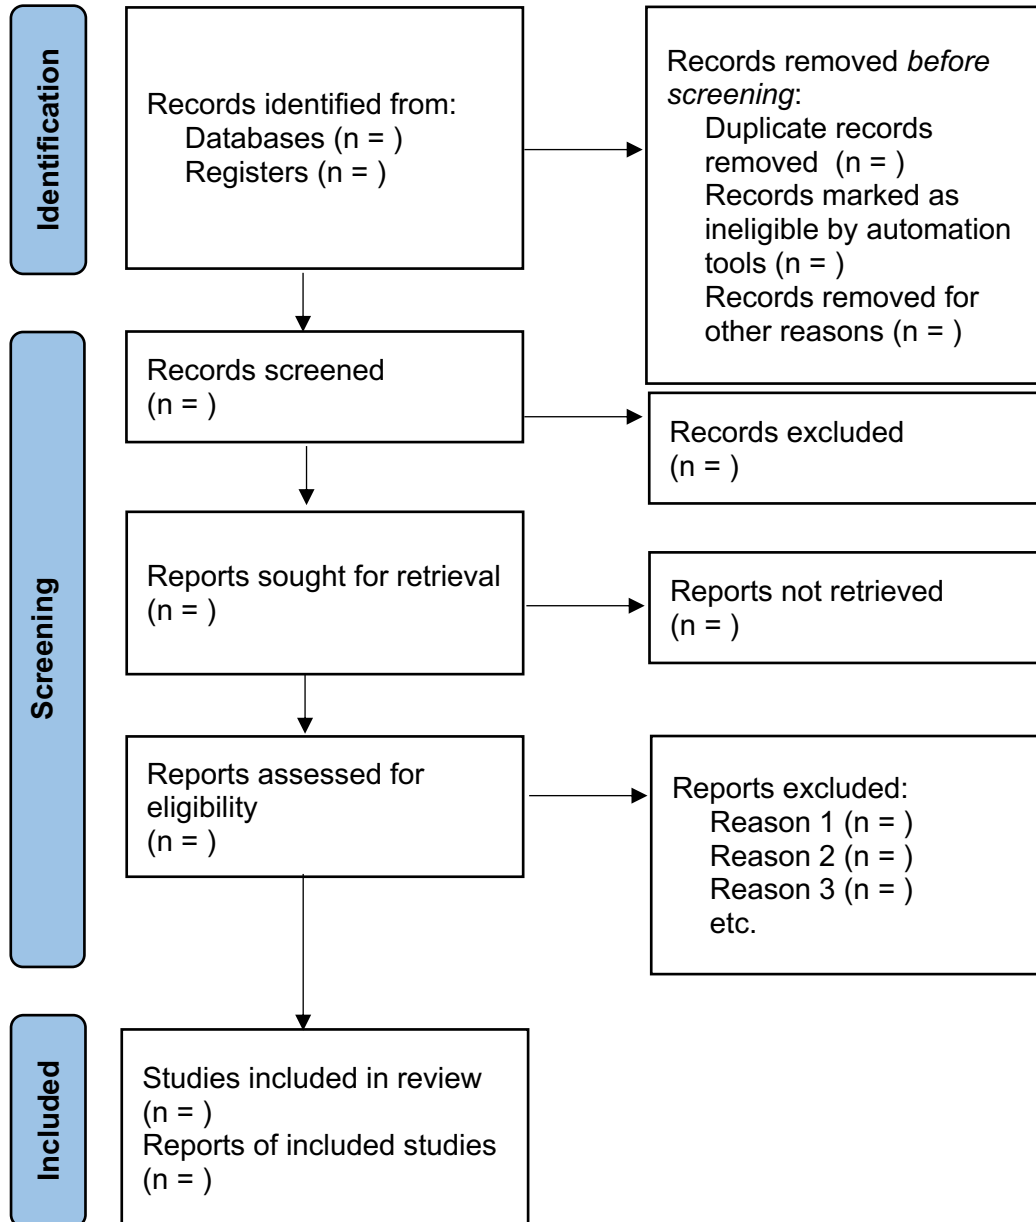 Identification
Records identified from:
Databases (n = )
Registers (n = )
Records removed before
screening:
Duplicate records
removed  (n = )
Records marked as
ineligible by automation
tools (n = )
Records removed for
other reasons (n = )
Screening
Records screened
(n = )
Records excluded
(n = )
Reports sought for retrieval
(n = )
Reports not retrieved
(n = )
Reports assessed for
eligibility
(n = )
Reports excluded:
Reason 1 (n = )
Reason 2 (n = )
Reason 3 (n = )
etc.
Included
Studies included in review
(n = )
Reports of included studies
(n = )